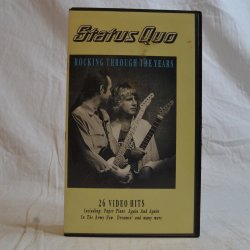 Status Quo
ROCKING THROUGH THE YEARS
26 VIDEO HITS
Including: Paper Plane Again And Again
In The Army Now Dreamin' and many more